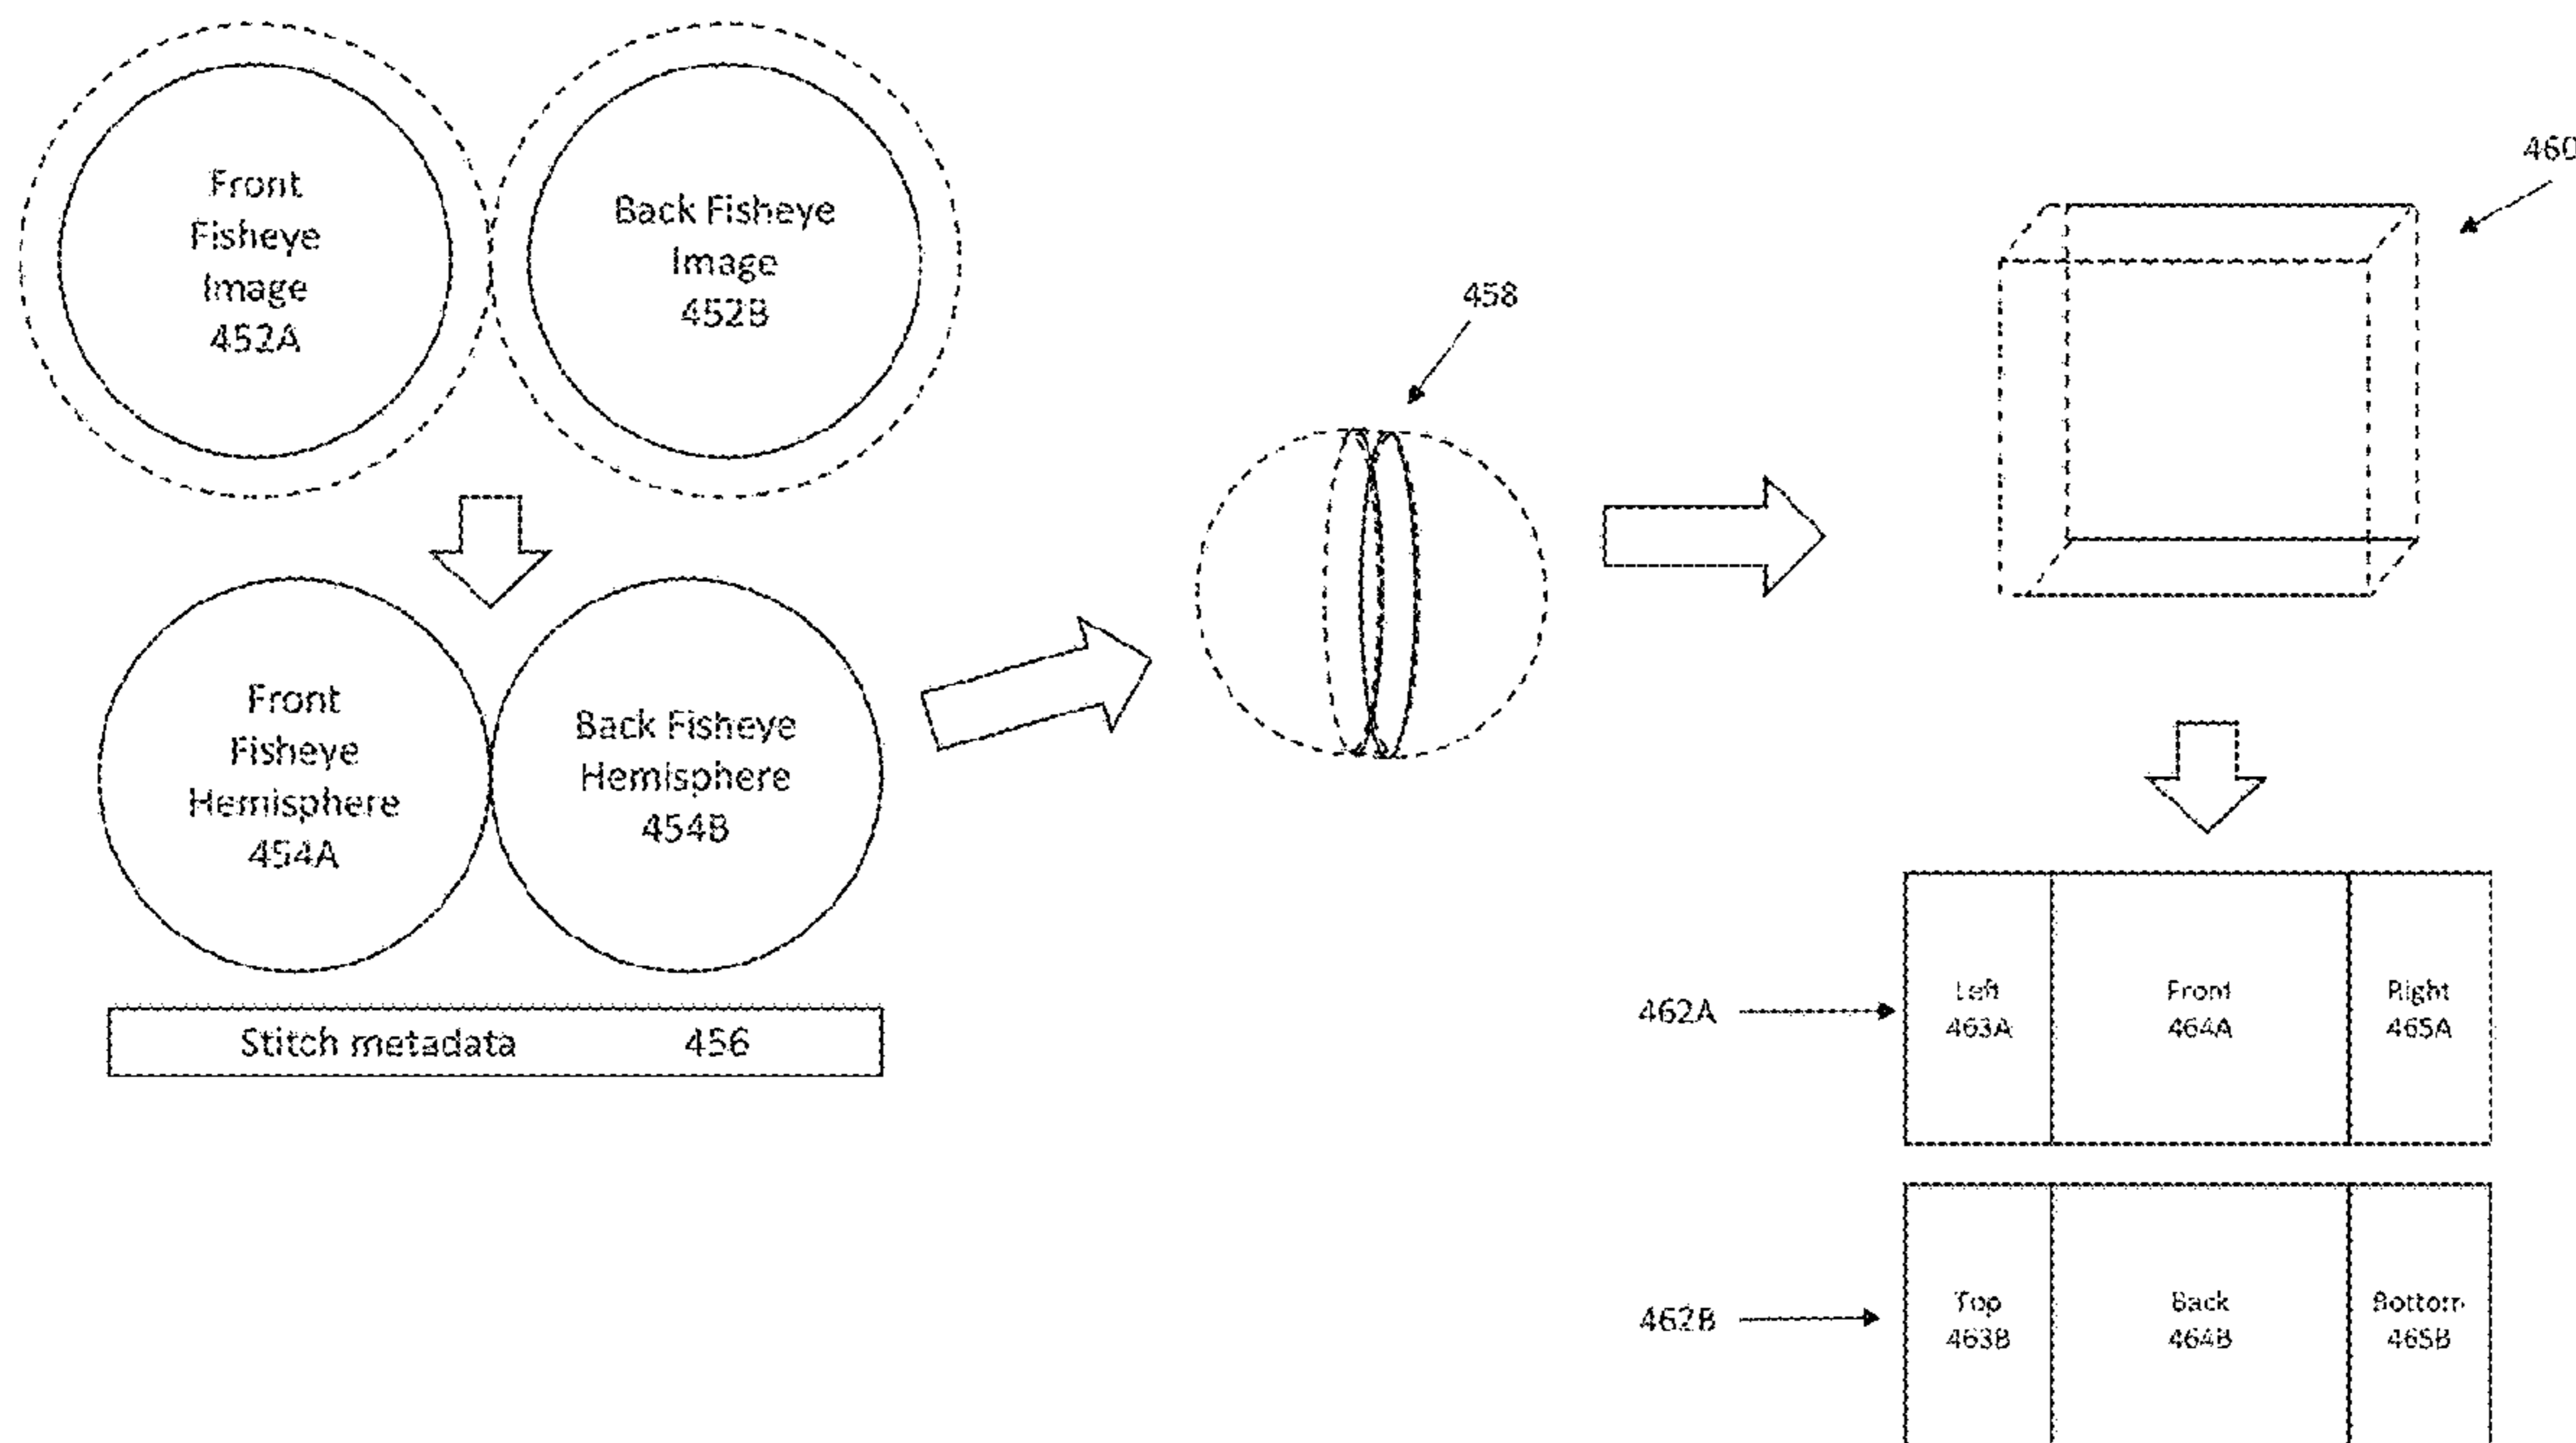 Front
Fisheye
Image
452A
Back Fisheye
Image
452B
460
458
Front
Fisheye
Hemisphere
454A
Back Fisheye
Hemisphere
454B
Stitch metadata 456
462A
Left
463A
Front
464A
Right
465A
462B
Top
463B
Back
464B
Bottom
465B